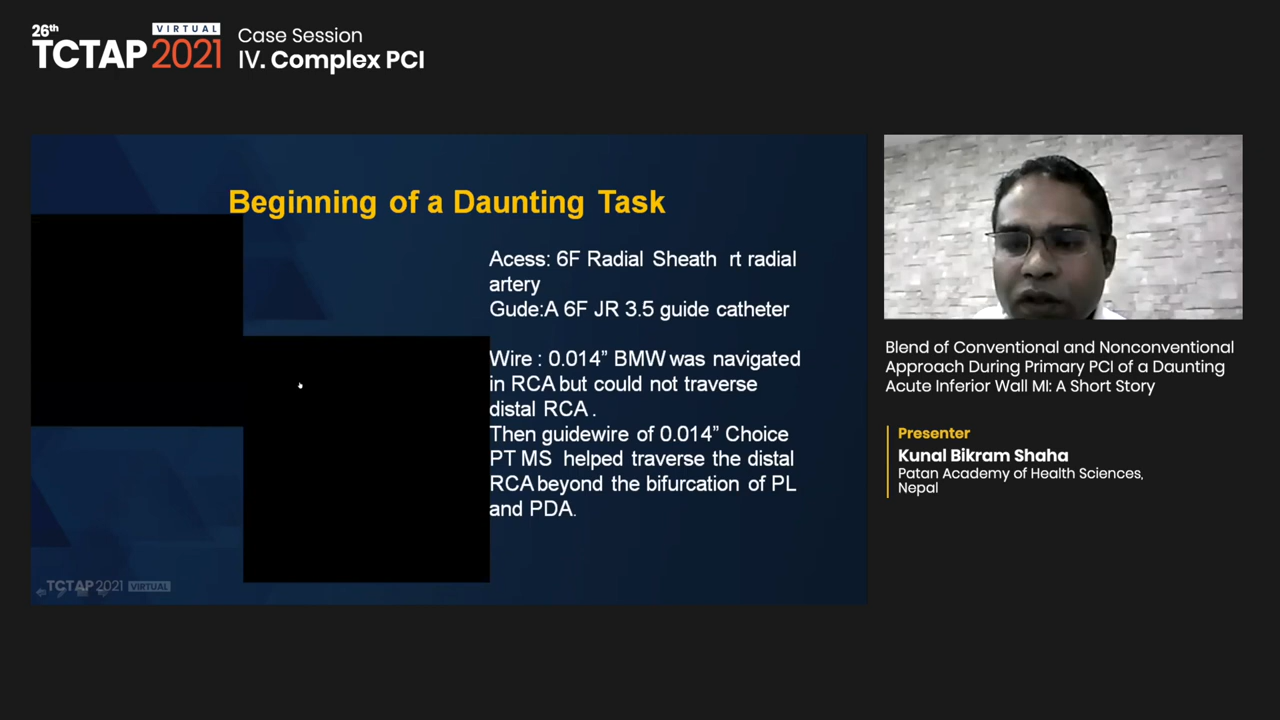 26th
VIRTUAL
TCTAP 2021
Case Session
IV. Complex PCI
Beginning of a Daunting Task
Acess: 6F Radial Sheath rt radial
artery
Gude:A 6F JR 3.5 guide catheter
Wire : 0.014” BMW was navigated
in RCA but could not traverse
distal RCA .
Then guidewire of 0.014” Choice
PT MS helped traverse the distal
RCA beyond the bifurcation of PL
and PDA.
TCTAP 2021 VIRTUAL
Blend of Conventional and Nonconventional
Approach During Primary PCI of a Daunting
Acute Inferior Wall MI: A Short Story
Presenter
Kunal Bikram Shaha
Patan Academy of Health Sciences,
Nepal